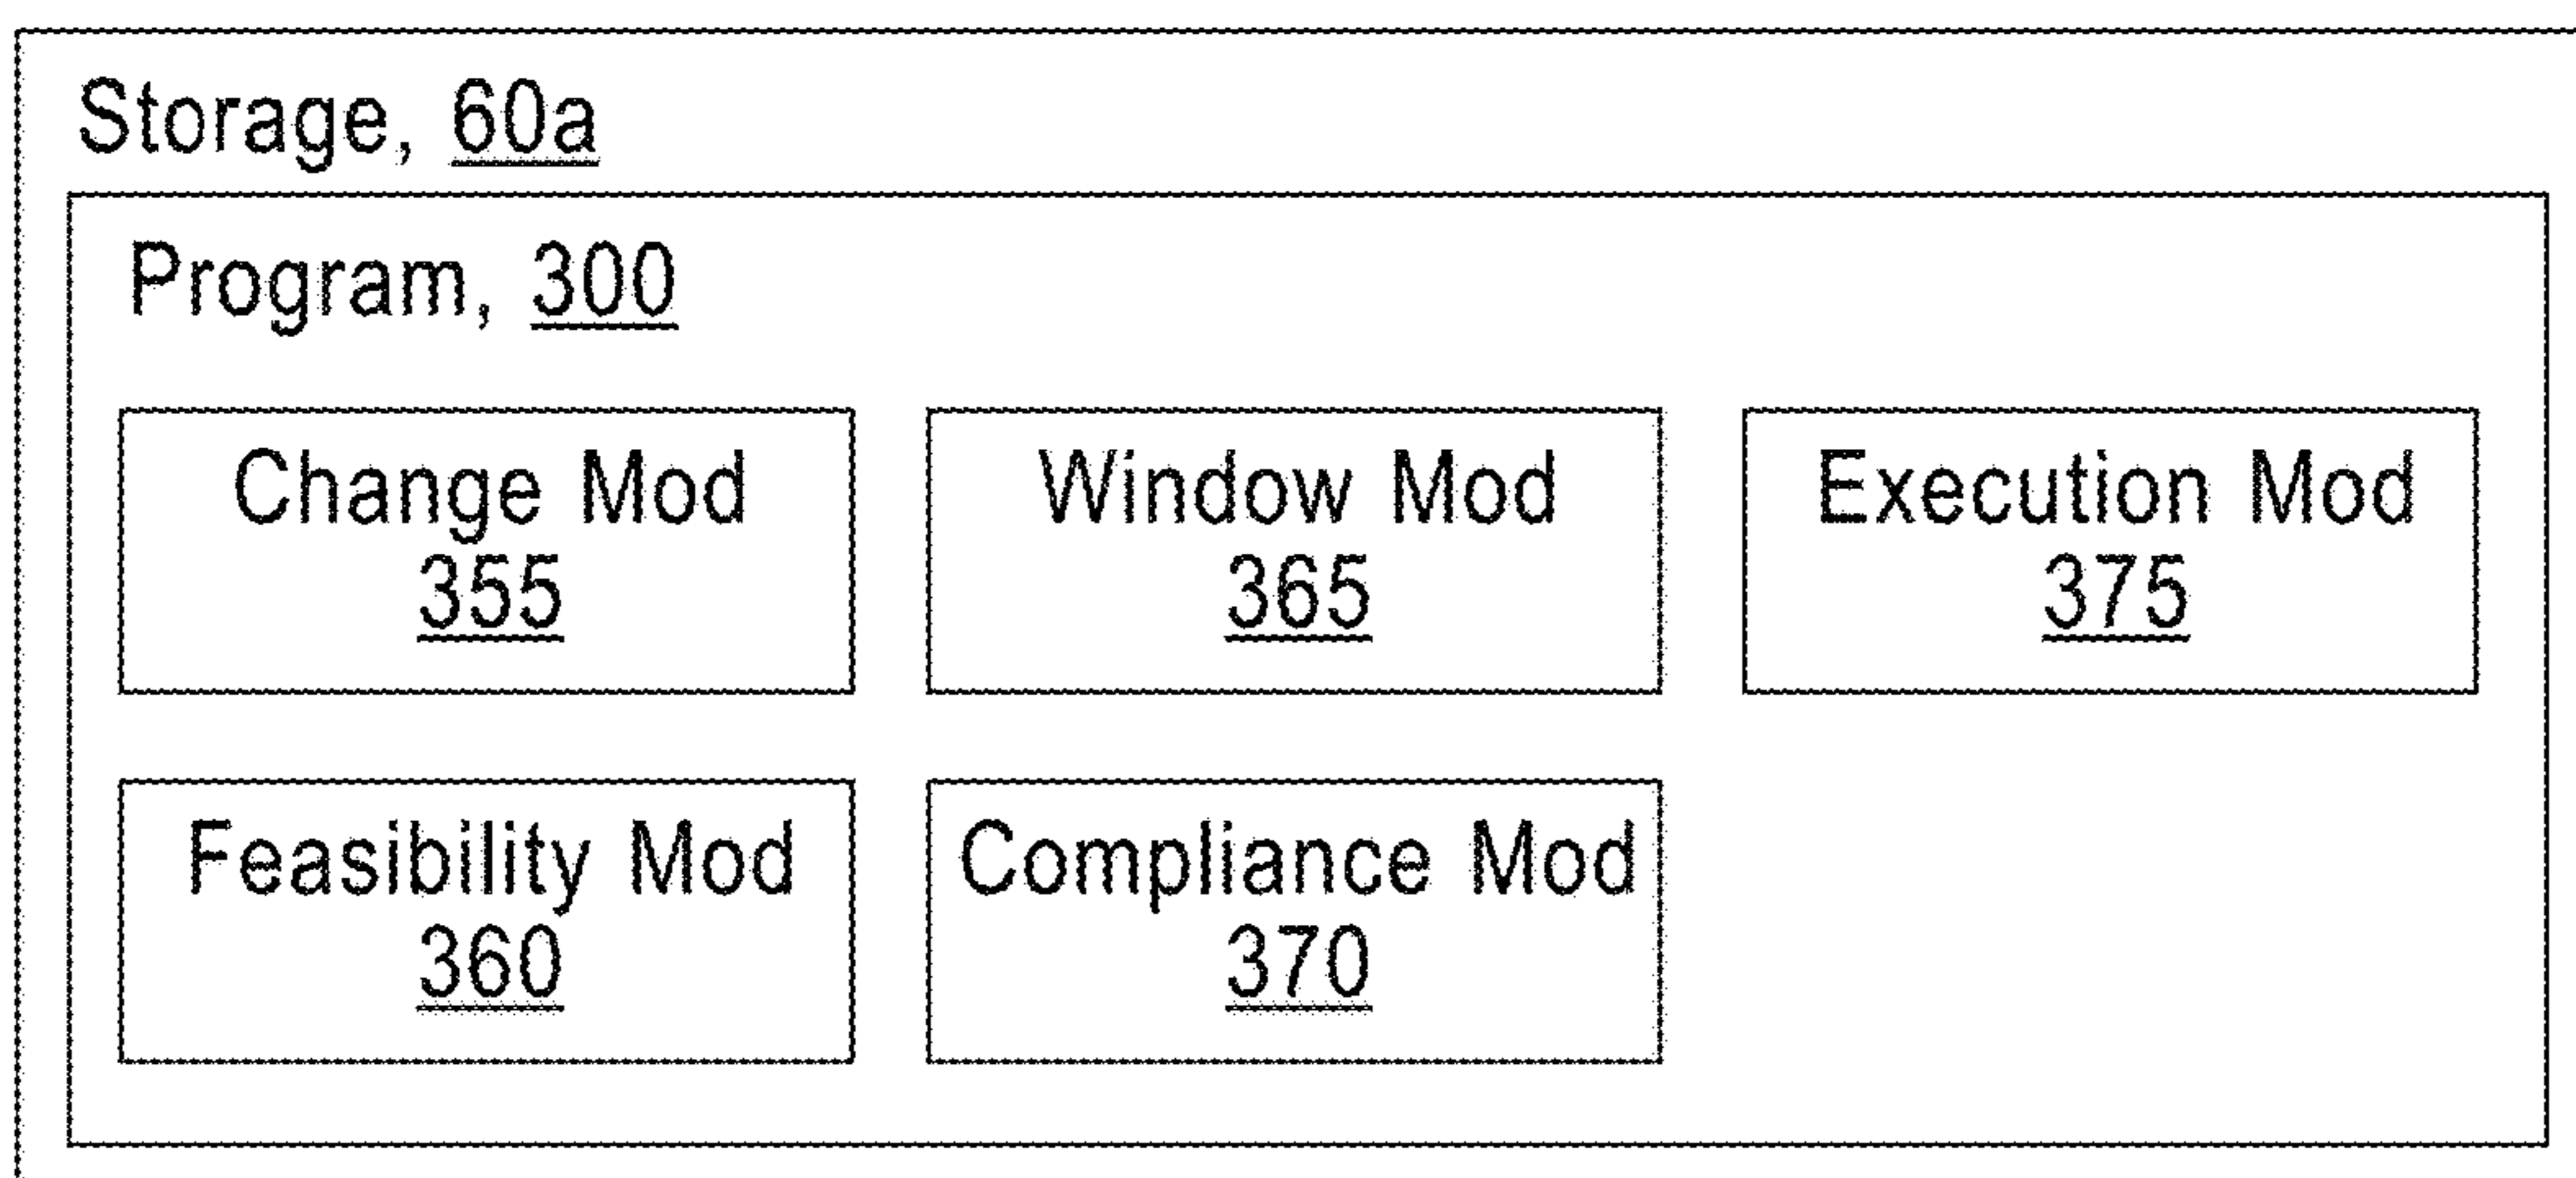 Storage, 60a
Program, 300
Change Mod
355
Window Mod
365
Execution Mod
375
Feasibility Mod
360
Compliance Mod
370